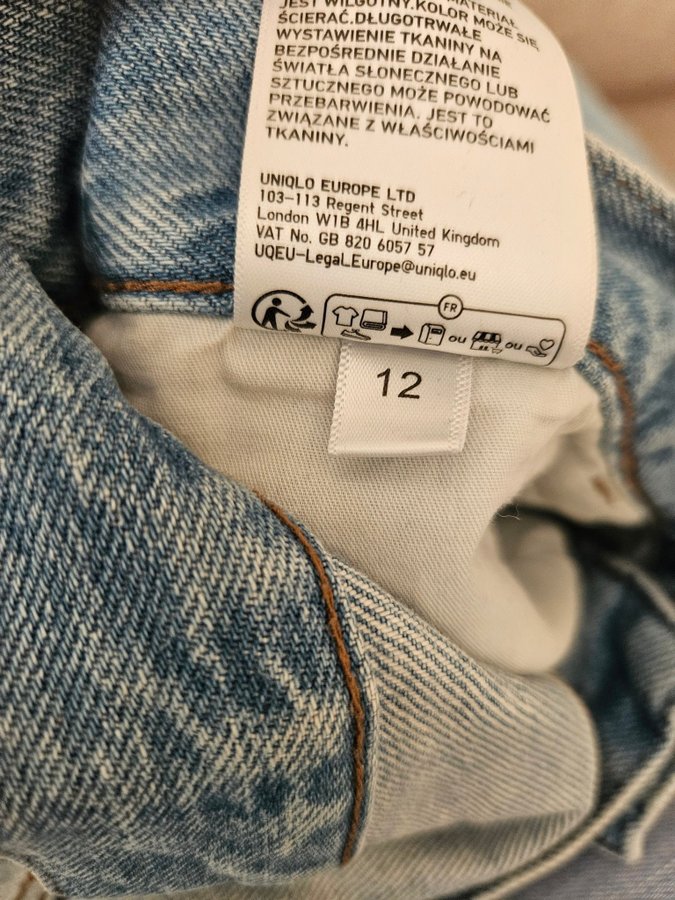 MATERIAŁ
JEST WILGOTNY.KOLOR MOŻE SIĘ
ŚCIERAĆ.DŁUGOTRWAŁE
WYSTAWIENIE TKANINY NA
BEZPOŚREDNIE DZIAŁANIE
ŚWIATŁA SŁONECZNEGO LUB
SZTUCZNEGO MOŻE POWODOWAĆ
PRZEBARWIENIA. JEST TO
ZWIĄZANE Z WŁAŚCIWOŚCIAMI
TKANINY.
UNIQLO EUROPE LTD
103-113 Regent Street
London W1B 4HL United Kingdom
VAT No. GB 820 6057 57
UQEU-Legal_Europe@uniqlo.eu
FR
ou ou
12